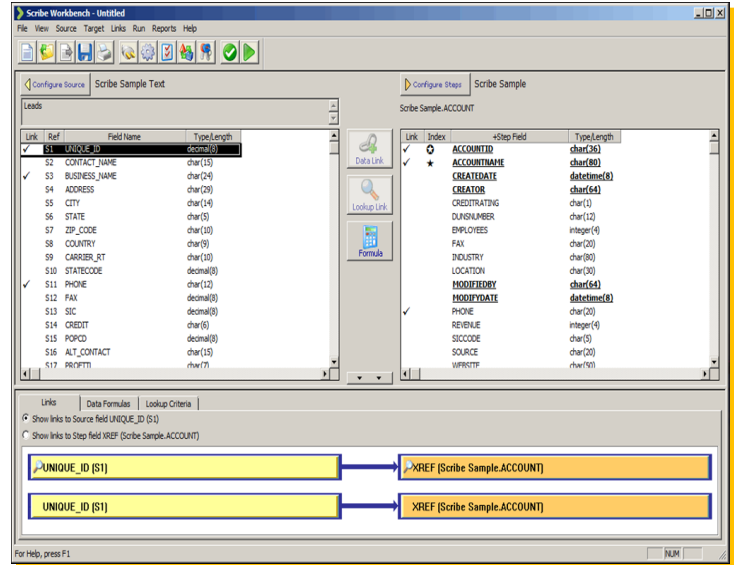 Scribe Workbench - Untitled
File View Source Target Links Run Reports Help
Configure Source Scribe Sample Text
Configure Steps Scribe Sample
Leads
Scribe Sample.ACCOUNT
Link Ref Field Name Type/Length
S1 UNIQUE_ID decimal(8)
S2 CONTACT_NAME char(15)
S3 BUSINESS_NAME char(24)
S4 ADDRESS char(29)
S5 CITY char(14)
S6 STATE char(5)
S7 ZIP_CODE char(10)
S8 COUNTRY char(9)
S9 CARRIER_RT char(10)
S10 STATECODE decimal(8)
S11 PHONE char(12)
S12 FAX decimal(8)
S13 SIC decimal(8)
S14 CREDIT char(6)
S15 POPCD decimal(8)
S16 ALT_CONTACT char(15)
S17 char(7)
Data Link
Lookup Link
Formula
Link Index +Step Field Type/Length
ACCOUNTID char(36)
ACCOUNTNAME char(80)
CREATEDATE datetime(8)
CREATOR char(64)
CREDITRATING char(1)
DUNSNUMBER char(12)
EMPLOYEES integer(4)
FAX char(20)
INDUSTRY char(80)
LOCATION char(30)
MODIFIEDBY char(64)
MODIFYDATE datetime(8)
PHONE char(20)
REVENUE integer(4)
SICCODE char(5)
SOURCE char(20)
WEBSITE char(50)
Links Data Formulas Lookup Criteria
Show links to Source field UNIQUE_ID (S1)
Show links to Step field XREF (Scribe Sample.ACCOUNT)
UNIQUE_ID (S1) XREF (Scribe Sample.ACCOUNT)
UNIQUE_ID (S1) XREF (Scribe Sample.ACCOUNT)
For Help, press F1 NUM